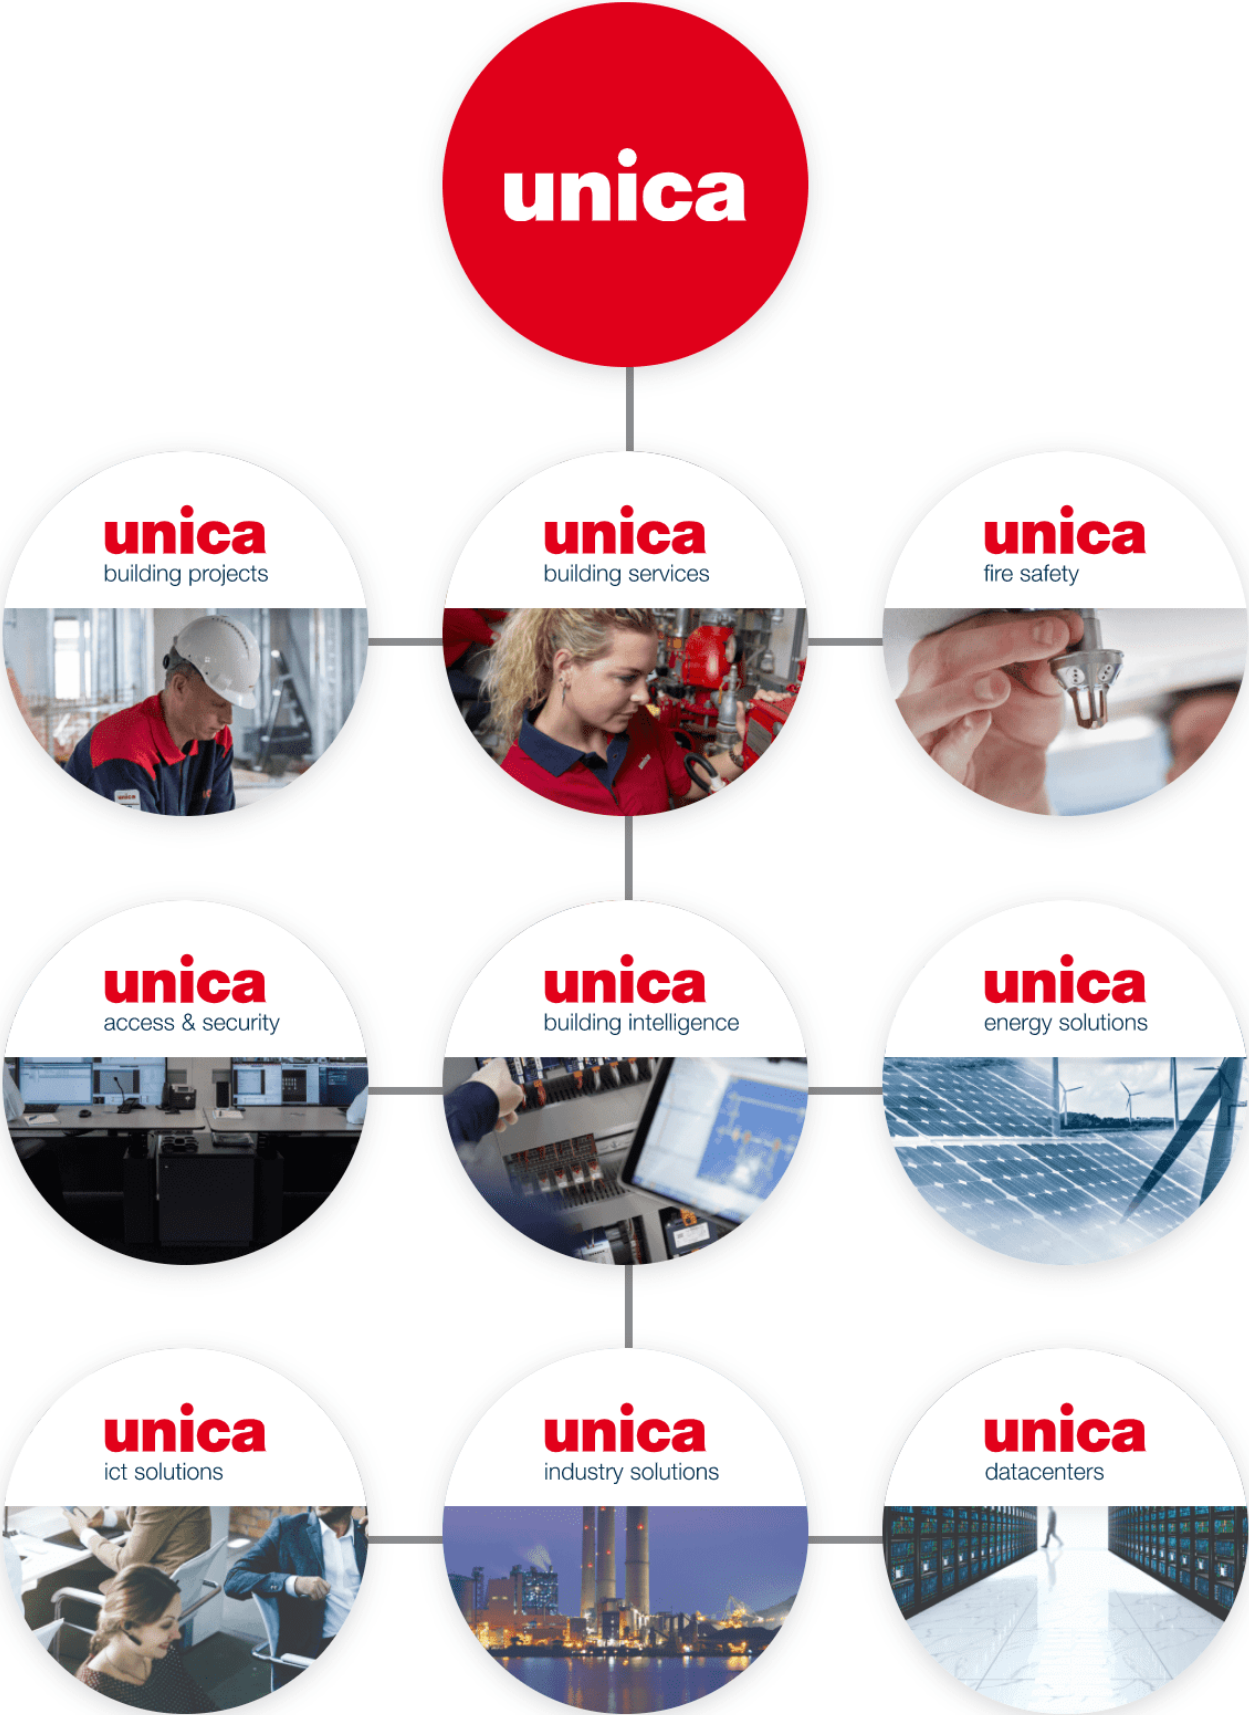 unica
unica
building projects
unica
building services
unica
fire safety
unica
access & security
unica
building intelligence
unica
energy solutions
unica
ict solutions
unica
industry solutions
unica
datacenters